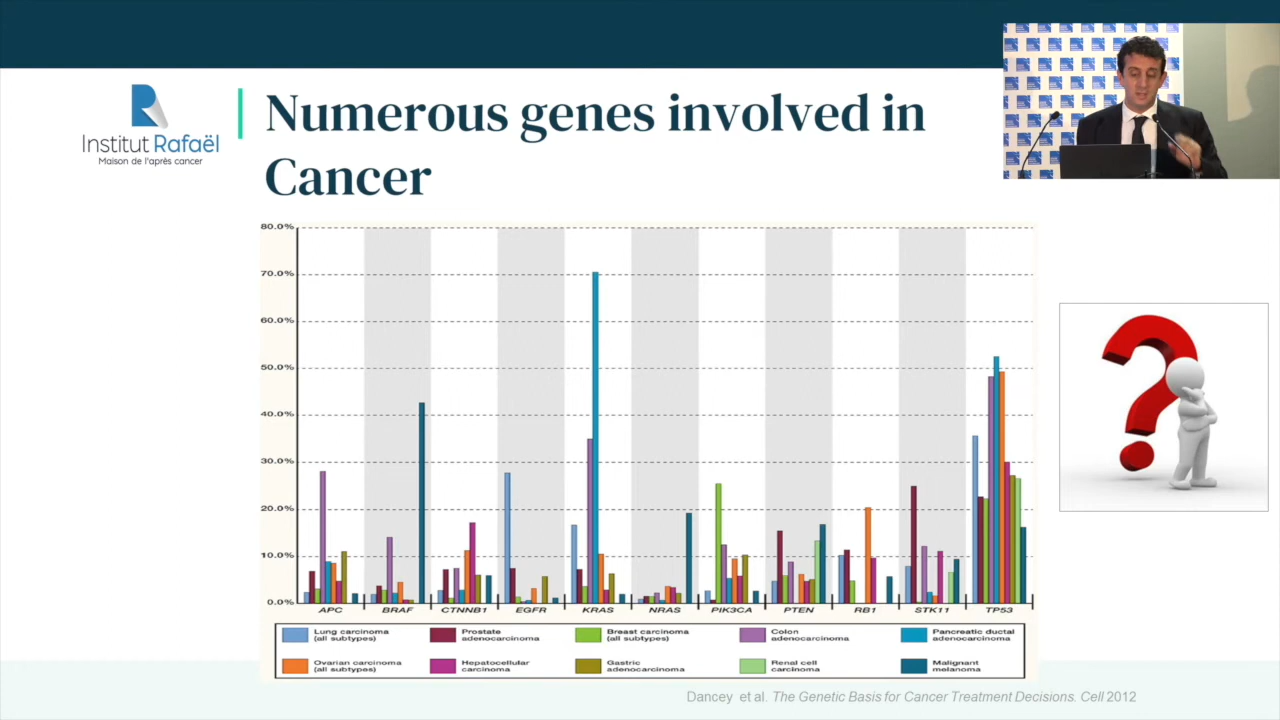 Institut Rafaël
Maison de l'après cancer
Numerous genes involved in
Cancer
80.0%
70.0%
60.0%
50.0%
40.0%
30.0%
20.0%
10.0%
0.0%
APC BRAF CTNNB1 EGFR KRAS NRAS PIK3CA PTEN RB1 STK11 TP53
Lung carcinoma (all subtypes)
Prostate adenocarcinoma
Breast carcinoma (all subtypes)
Colon adenocarcinoma
Pancreatic ductal adenocarcinoma
Ovarian carcinoma (all subtypes)
Hepatocellular carcinoma
Gastric adenocarcinoma
Renal cell carcinoma
Malignant melanoma
Dancey et al. The Genetic Basis for Cancer Treatment Decisions. Cell 2012